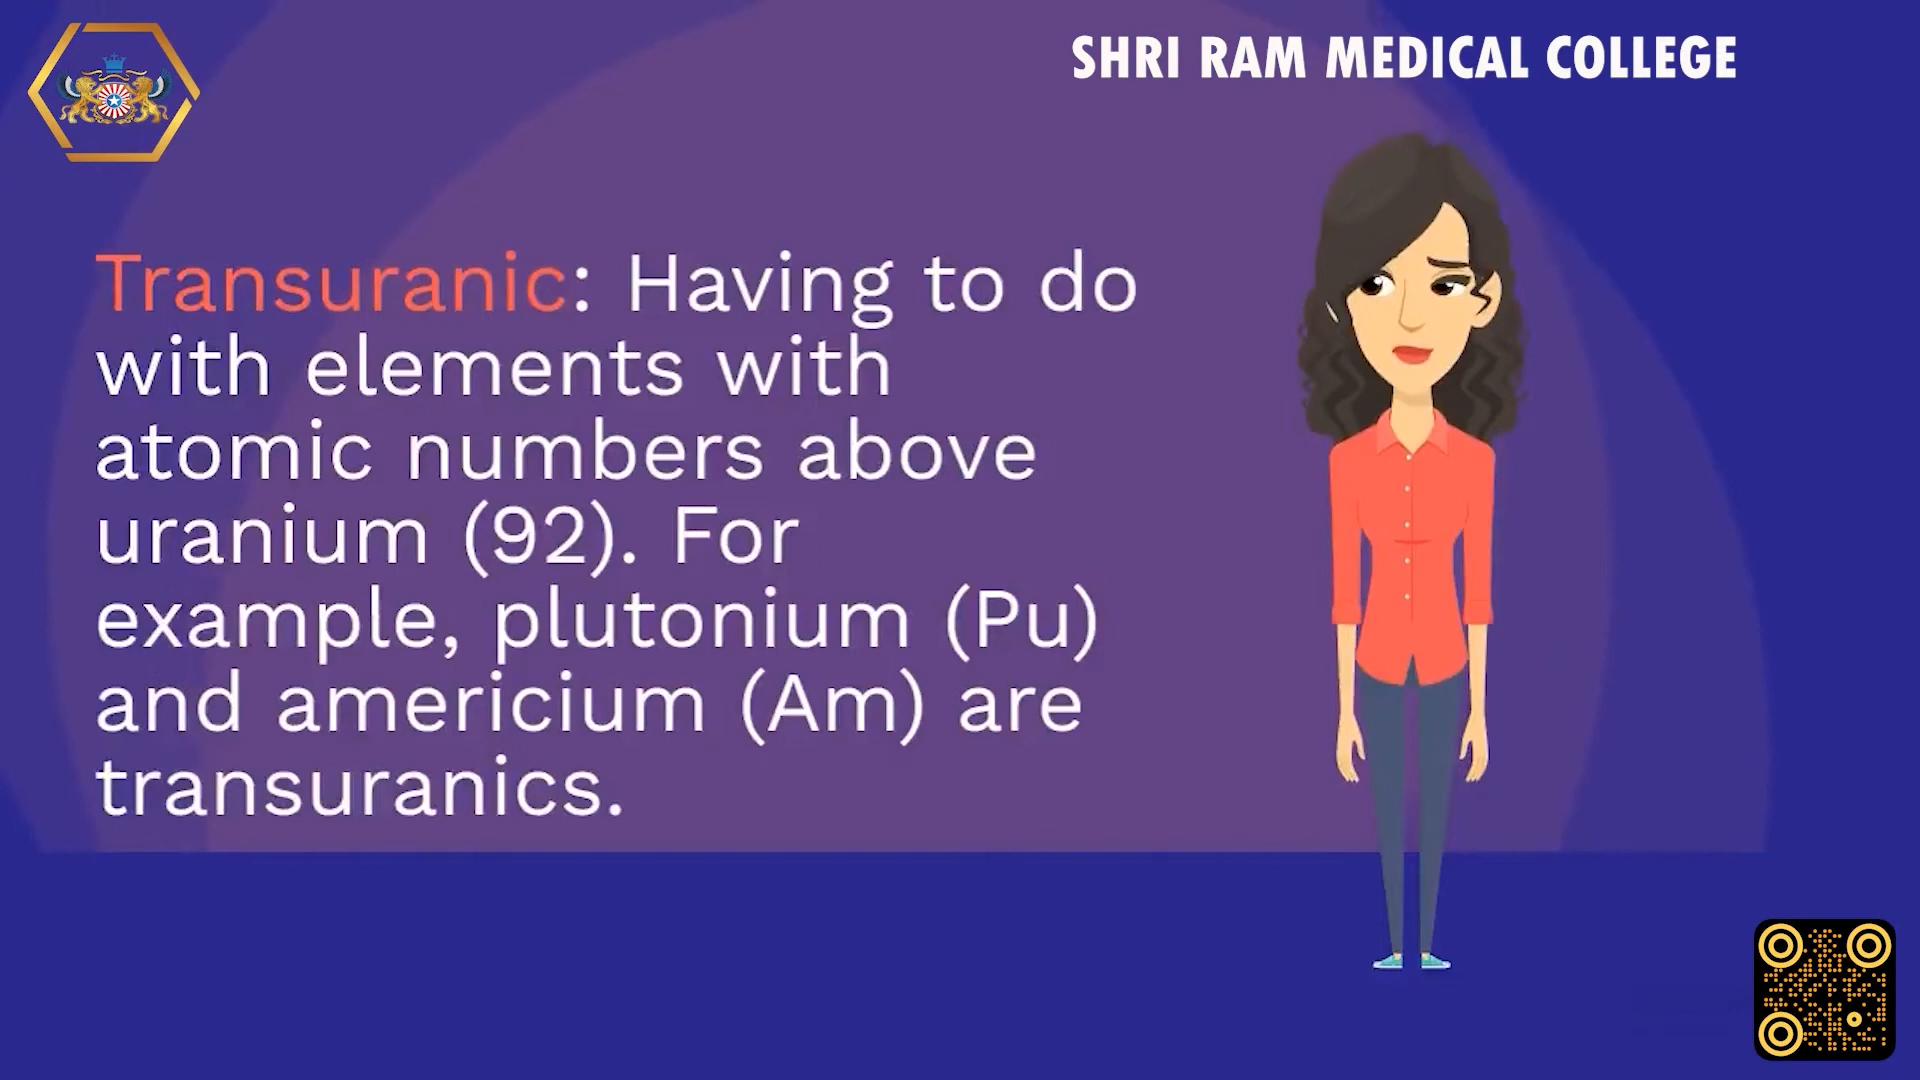 SHRI RAM MEDICAL COLLEGE
Transuranic: Having to do
with elements with
atomic numbers above
uranium (92). For
example, plutonium (Pu)
and americium (Am) are
transuranics.